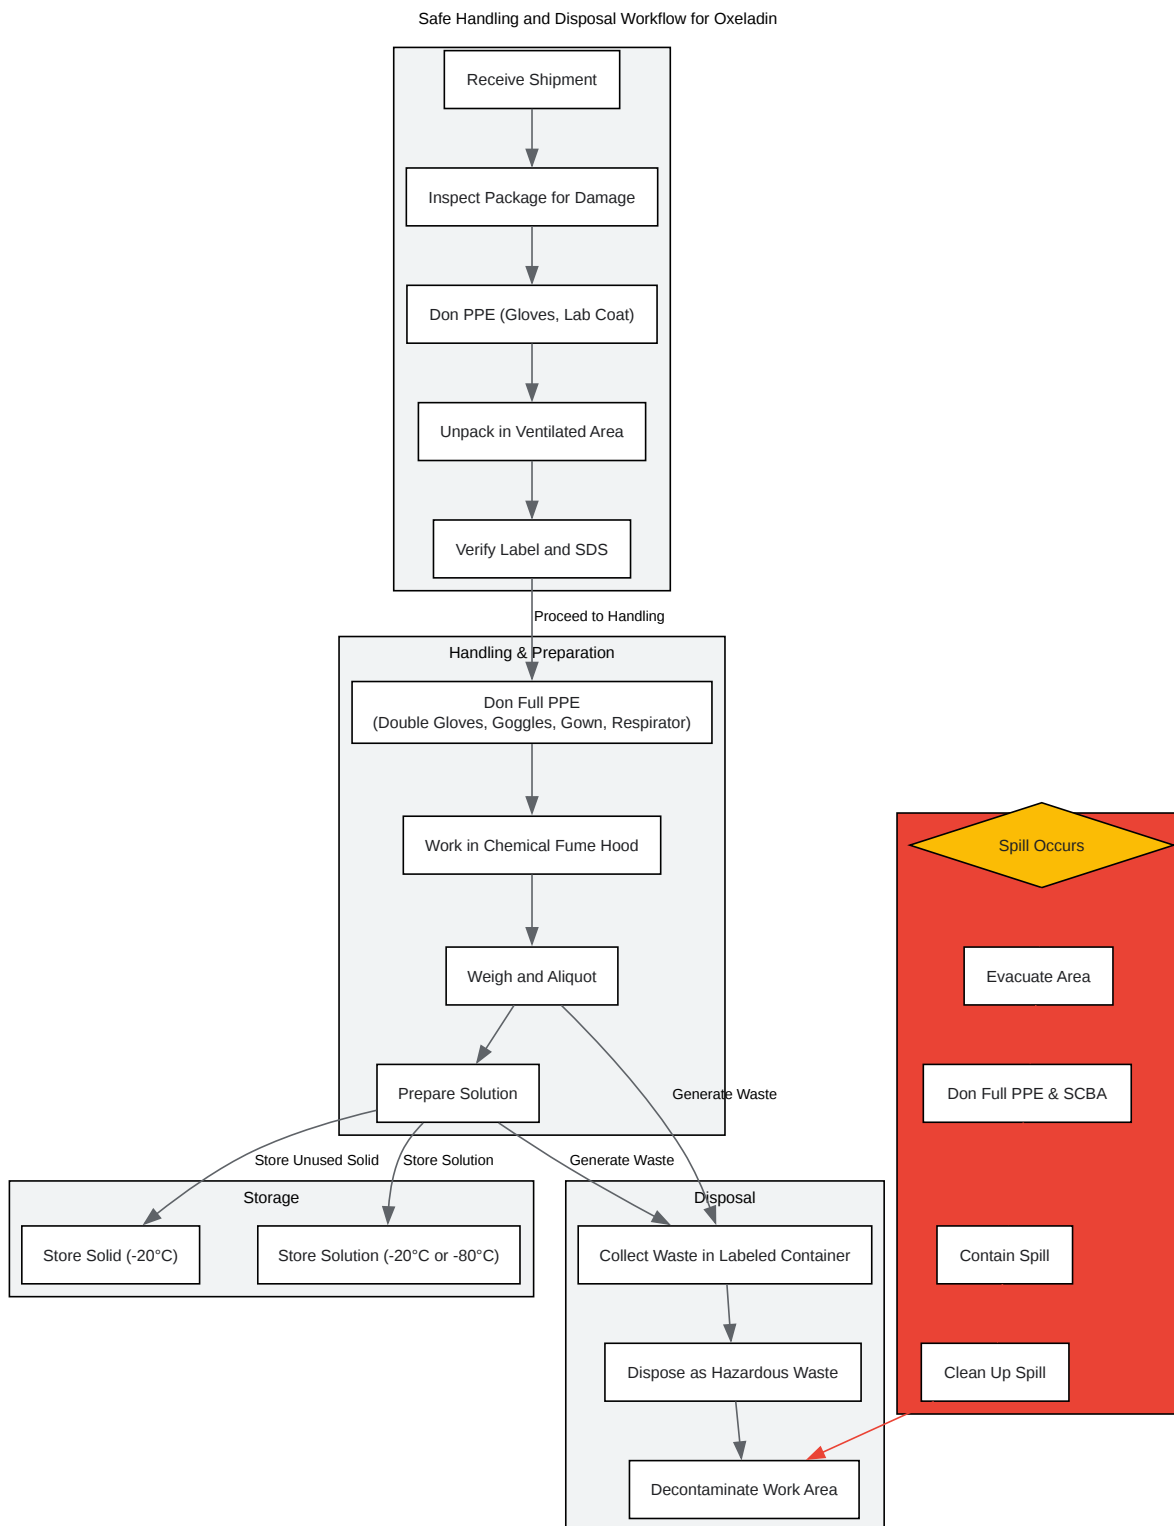 Safe Handling and Disposal Workflow for Oxeladin
Receive Shipment
Inspect Package for Damage
Don PPE (Gloves, Lab Coat)
Unpack in Ventilated Area
Verify Label and SDS
Proceed to Handling
Handling & Preparation
Don Full PPE
(Double Gloves, Goggles, Gown, Respirator)
Work in Chemical Fume Hood
Weigh and Aliquot
Prepare Solution
Generate Waste
Store Unused Solid
Store Solution
Generate Waste
Storage
Store Solid (-20°C)
Store Solution (-20°C or -80°C)
Disposal
Collect Waste in Labeled Container
Dispose as Hazardous Waste
Decontaminate Work Area
Spill Occurs
Evacuate Area
Don Full PPE & SCBA
Contain Spill
Clean Up Spill